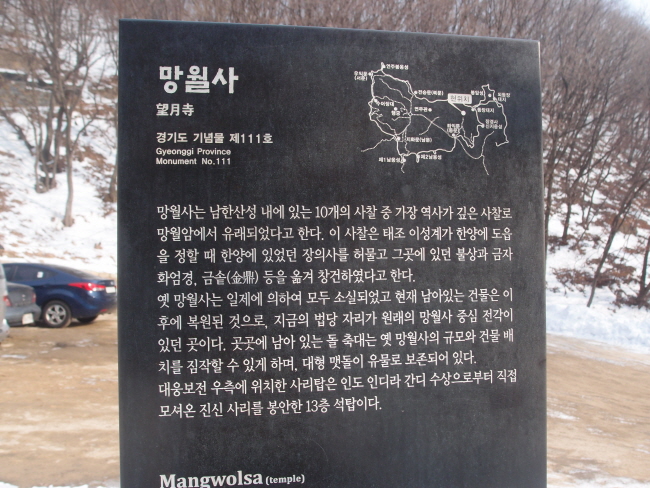 망월사
望月寺
경기도 기념물 제111호
Gyeonggi Province
Monument No.111
현위치
망월사는 남한산성 내에 있는 10개의 사찰 중 가장 역사가 깊은 사찰로
망월암에서 유래되었다고 한다. 이 사찰은 태조 이성계가 한양에 도읍
을 정할 때 한양에 있었던 장의사를 허물고 그곳에 있던 불상과 금자
화엄경, 금솥(金鼎) 등을 옮겨 창건하였다고 한다.
옛 망월사는 일제에 의하여 모두 소실되었고 현재 남아있는 건물은 이
후에 복원된 것으로, 지금의 법당 자리가 원래의 망월사 중심 전각이
있던 곳이다. 곳곳에 남아 있는 돌 축대는 옛 망월사의 규모와 건물 배
치를 짐작할 수 있게 하며, 대형 맷돌이 유물로 보존되어 있다.
대웅보전 우측에 위치한 사리탑은 인도 인디라 간디 수상으로부터 직접
모셔온 진신 사리를 봉안한 13층 석탑이다.
Mangwolsa (temple)